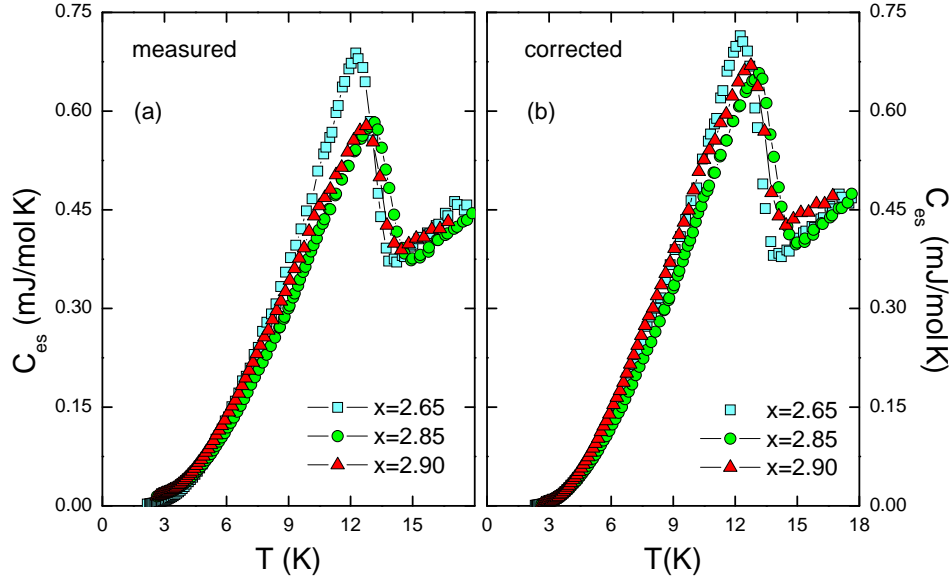 measured
(a)
0.75
0.60
0.45
0.30
0.15
0.00
C_es (mJ/mol K)
0 3 6 9 12 15
T (K)
x=2.65
x=2.85
x=2.90
corrected
(b)
0 3 6 9 12 15 18
T(K)
x=2.65
x=2.85
x=2.90
0.75
0.60
0.45
0.30
0.15
0.00
C_es (mJ/mol K)